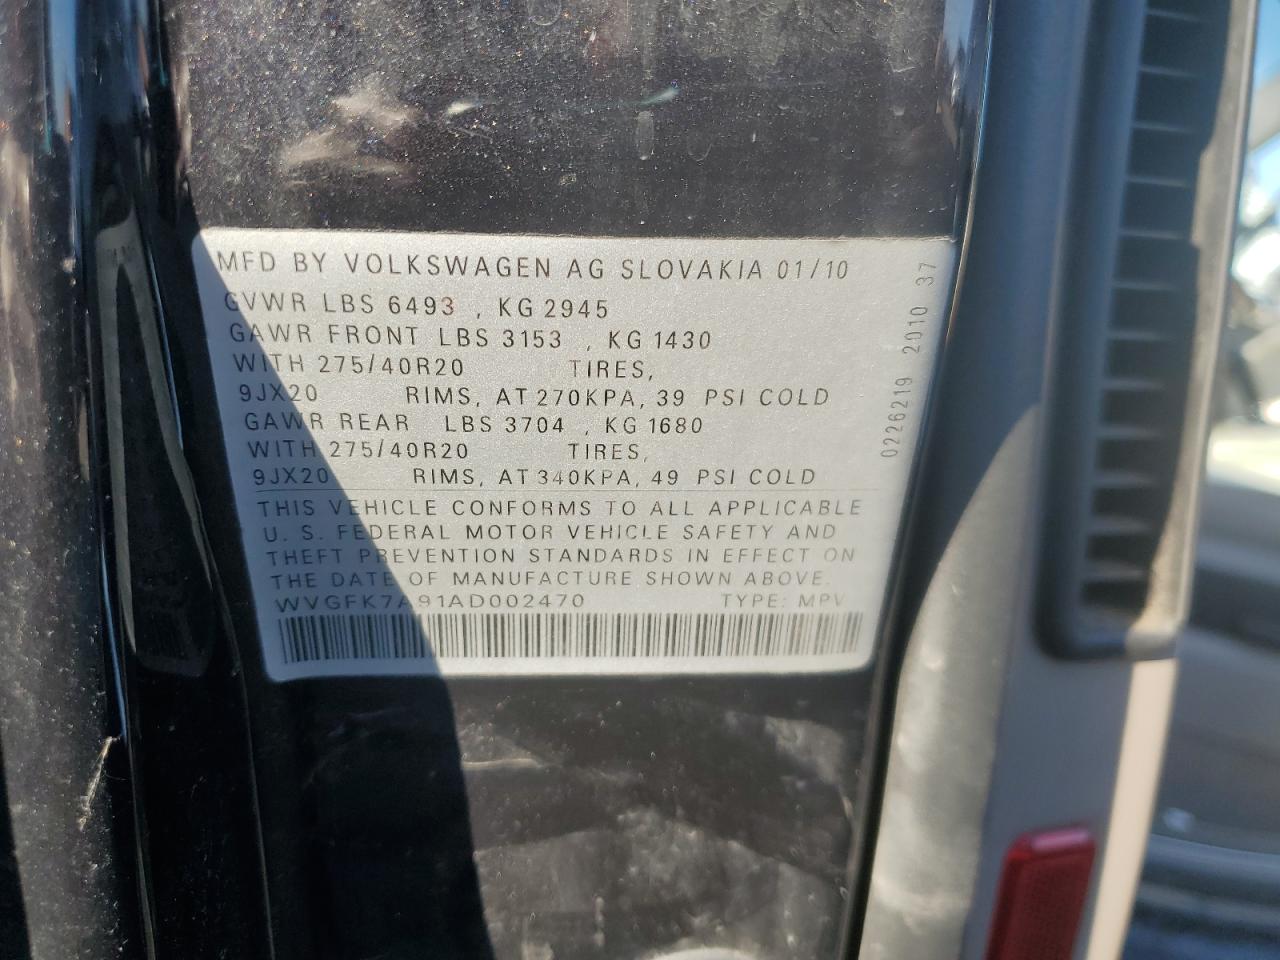 MFD BY VOLKSWAGEN AG SLOVAKIA 01/10
GVWR LBS 6493 , KG 2945
GAWR FRONT LBS 3153 , KG 1430
WITH 275/40R20 TIRES,
9JX20 RIMS, AT 270KPA, 39 PSI COLD
GAWR REAR LBS 3704 , KG 1680
WITH 275/40R20 TIRES,
9JX20 RIMS, AT 340KPA, 49 PSI COLD
THIS VEHICLE CONFORMS TO ALL APPLICABLE
U. S. FEDERAL MOTOR VEHICLE SAFETY AND
THEFT PREVENTION STANDARDS IN EFFECT ON
THE DATE OF MANUFACTURE SHOWN ABOVE.
WVGFK7A91AD002470 TYPE: MPV
0226219 2010 37